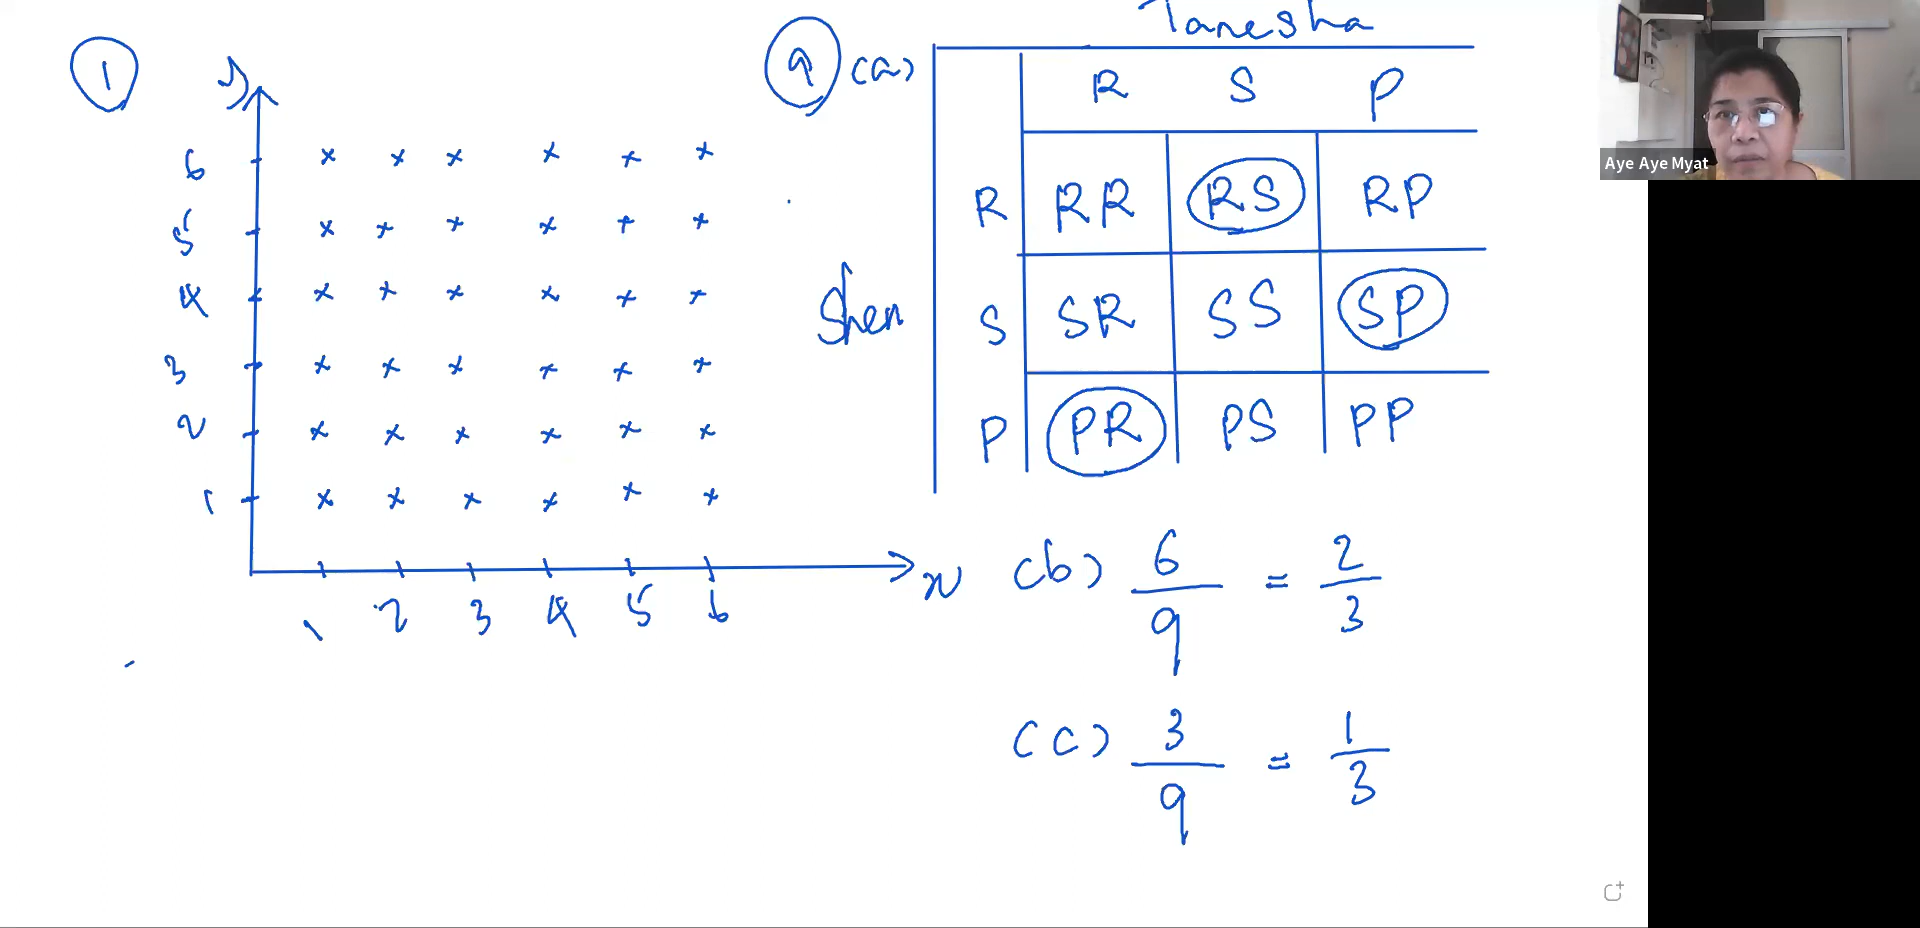 1
y
6
5
4
3
2
1
1 2 3 4 5 6
x
9 (a)
Tanesha
R S P
Shen
R RR RS RP
S SR SS SP
P PR PS PP
(b) 6/9 = 2/3
(c) 3/9 = 1/3
Aye Aye Myat